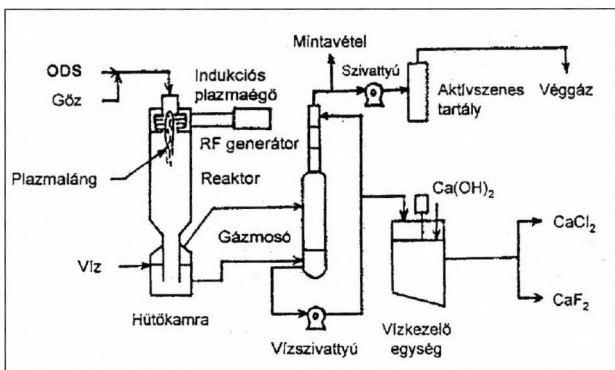 Mintavétel
ODS
Gőz
Indukciós
plazmaégő
Szivattyú
Aktívszenes
tartály
Véggáz
RF generátor
Plazmaláng
Reaktor
Ca(OH)₂
Gázmosó
CaCl₂
Víz
CaF₂
Hűtőkamra
Vízszivattyú
Vízkezelő
egység